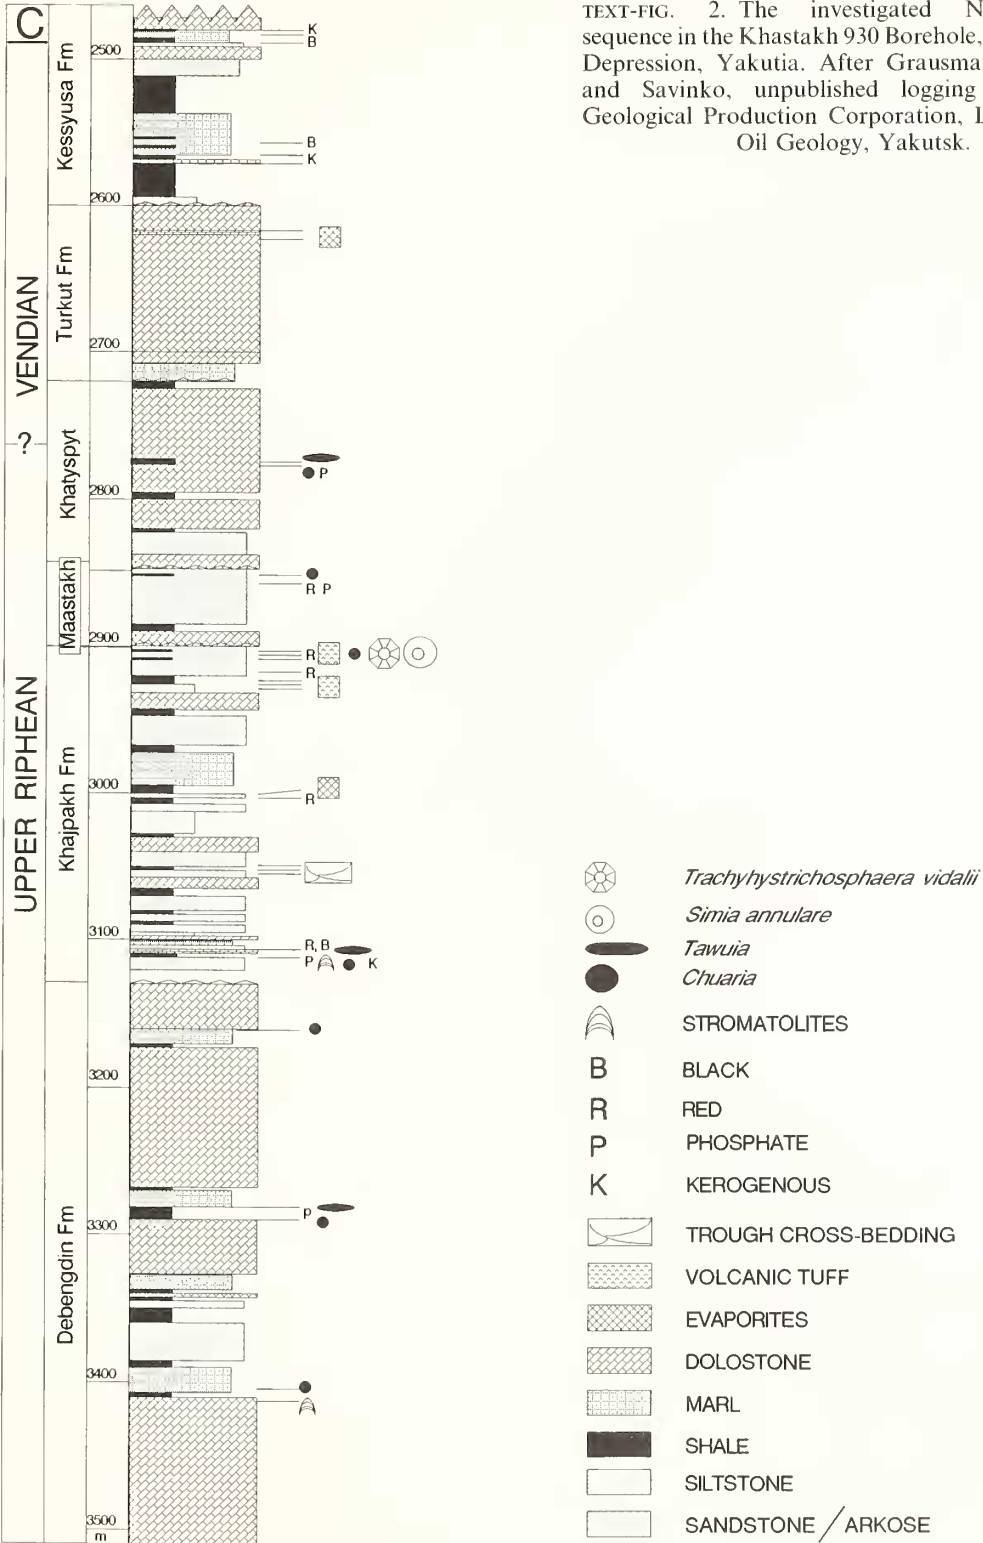 TEXT-FIG. 2. The investigated N
sequence in the Khastakh 930 Borehole,
Depression, Yakutia. After Grausma
and Savinko, unpublished logging
Geological Production Corporation, I
Oil Geology, Yakutsk.
C
VENDIAN
-?-
UPPER RIPHEAN
Kessyusa Fm
Turkut Fm
Khatyspyt
Maastakh
Khajpakh Fm
Debengdin Fm
2500
2600
2700
2800
2900
3000
3100
3200
3300
3400
3500
m
K
B
B
K
P
R P
R
R
R
R, B
P K
P
Trachyhystrichosphaera vidalii
Simia annulare
Tawuia
Chuaria
STROMATOLITES
B BLACK
R RED
P PHOSPHATE
K KEROGENOUS
TROUGH CROSS-BEDDING
VOLCANIC TUFF
EVAPORITES
DOLOSTONE
MARL
SHALE
SILTSTONE
SANDSTONE / ARKOSE